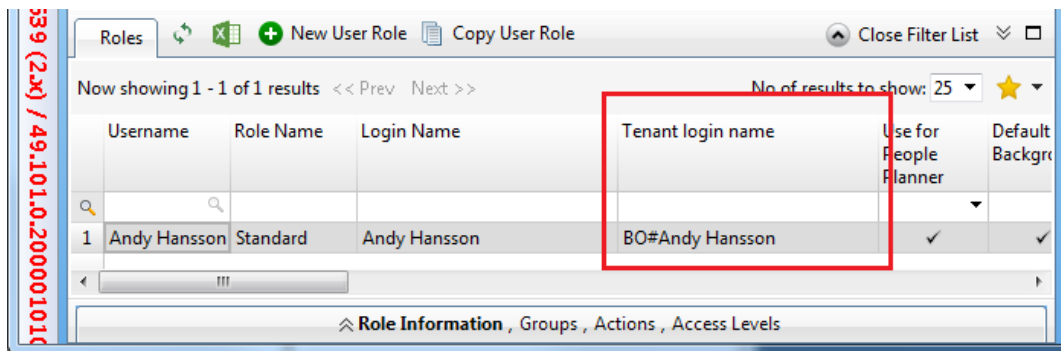 539 (2.x) / 49.101.0.200001010
Roles New User Role Copy User Role Close Filter List
Now showing 1 - 1 of 1 results << Prev Next >> No of results to show: 25
Username Role Name Login Name Tenant login name Use for People Planner Default Backgr
1 Andy Hansson Standard Andy Hansson BO#Andy Hansson
Role Information , Groups , Actions , Access Levels